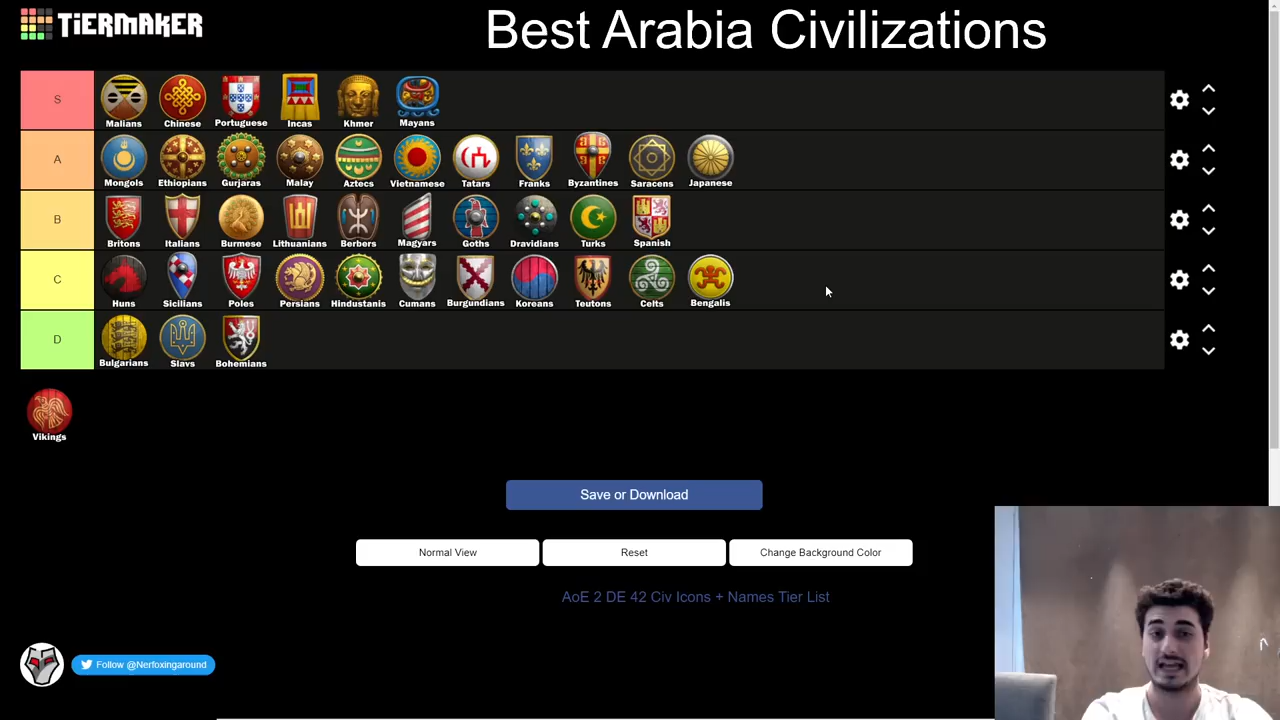 TiERMAKER
Best Arabia Civilizations
S
Malians Chinese Portuguese Incas Khmer Mayans
A
Mongols Ethiopians Gurjaras Malay Aztecs Vietnamese Tatars Franks Byzantines Saracens Japanese
B
Britons Italians Burmese Lithuanians Berbers Magyars Goths Dravidians Turks Spanish
C
Huns Sicilians Poles Persians Hindustanis Cumans Burgundians Koreans Teutons Celts Bengalis
D
Bulgarians Slavs Bohemians
Vikings
Save or Download
Normal View Reset Change Background Color
AoE 2 DE 42 Civ Icons + Names Tier List
Follow @Nerfoxingaround